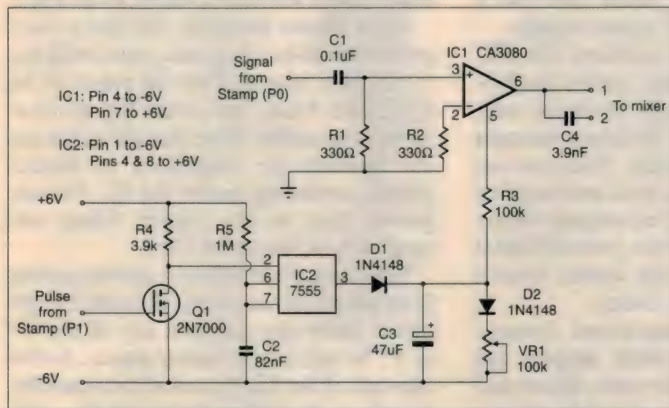 C1
0.1uF
IC1 CA3080
Signal
from
Stamp (P0)
3
+
6
1
2
−
5
To mixer
2
C4
3.9nF
IC1: Pin 4 to -6V
Pin 7 to +6V
R1
330Ω
R2
330Ω
IC2: Pin 1 to -6V
Pins 4 & 8 to +6V
R3
100k
+6V
R4
3.9k
R5
1M
2
6
7
IC2
7555
3
D1
1N4148
D2
1N4148
Pulse
from
Stamp (P1)
Q1
2N7000
C2
82nF
C3
47uF
+
VR1
100k
-6V